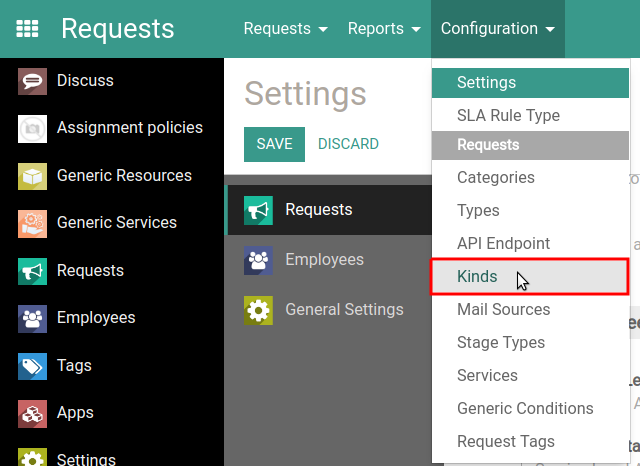 Requests
Requests
Reports
Configuration
Discuss
Assignment policies
Generic Resources
Generic Services
Requests
Employees
Tags
Apps
Settings
Settings
SAVE
DISCARD
Requests
Employees
General Settings
Settings
SLA Rule Type
Requests
Categories
Types
API Endpoint
Kinds
Mail Sources
Stage Types
Services
Generic Conditions
Request Tags